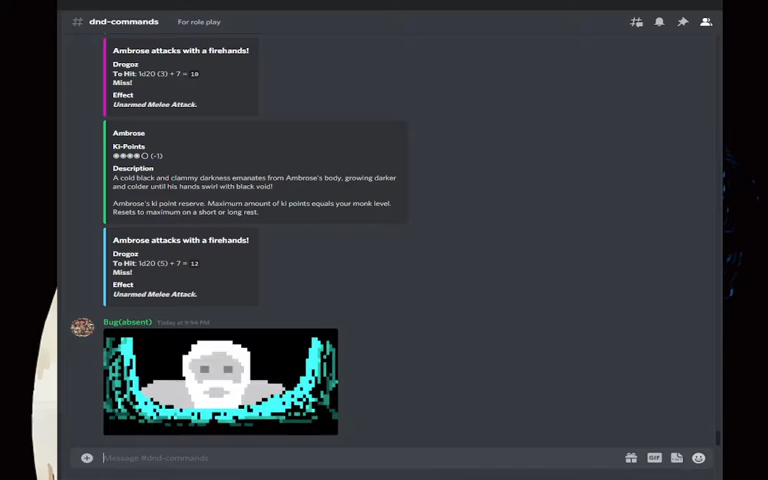 # dnd-commands For role play
Ambrose attacks with a firehands!
Drogoz
To Hit: 1d20 (3) + 7 = 10
Miss!
Effect
Unarmed Melee Attack.
Ambrose
Ki-Points
(-1)
Description
A cold black and clammy darkness emanates from Ambrose's body, growing darker
and colder until his hands swirl with black void!
Ambrose's ki point reserve. Maximum amount of ki points equals your monk level.
Resets to maximum on a short or long rest.
Ambrose attacks with a firehands!
Drogoz
To Hit: 1d20 (5) + 7 = 12
Miss!
Effect
Unarmed Melee Attack.
Bug(absent) Today at 9:94 PM
Message #dnd-commands
GIF